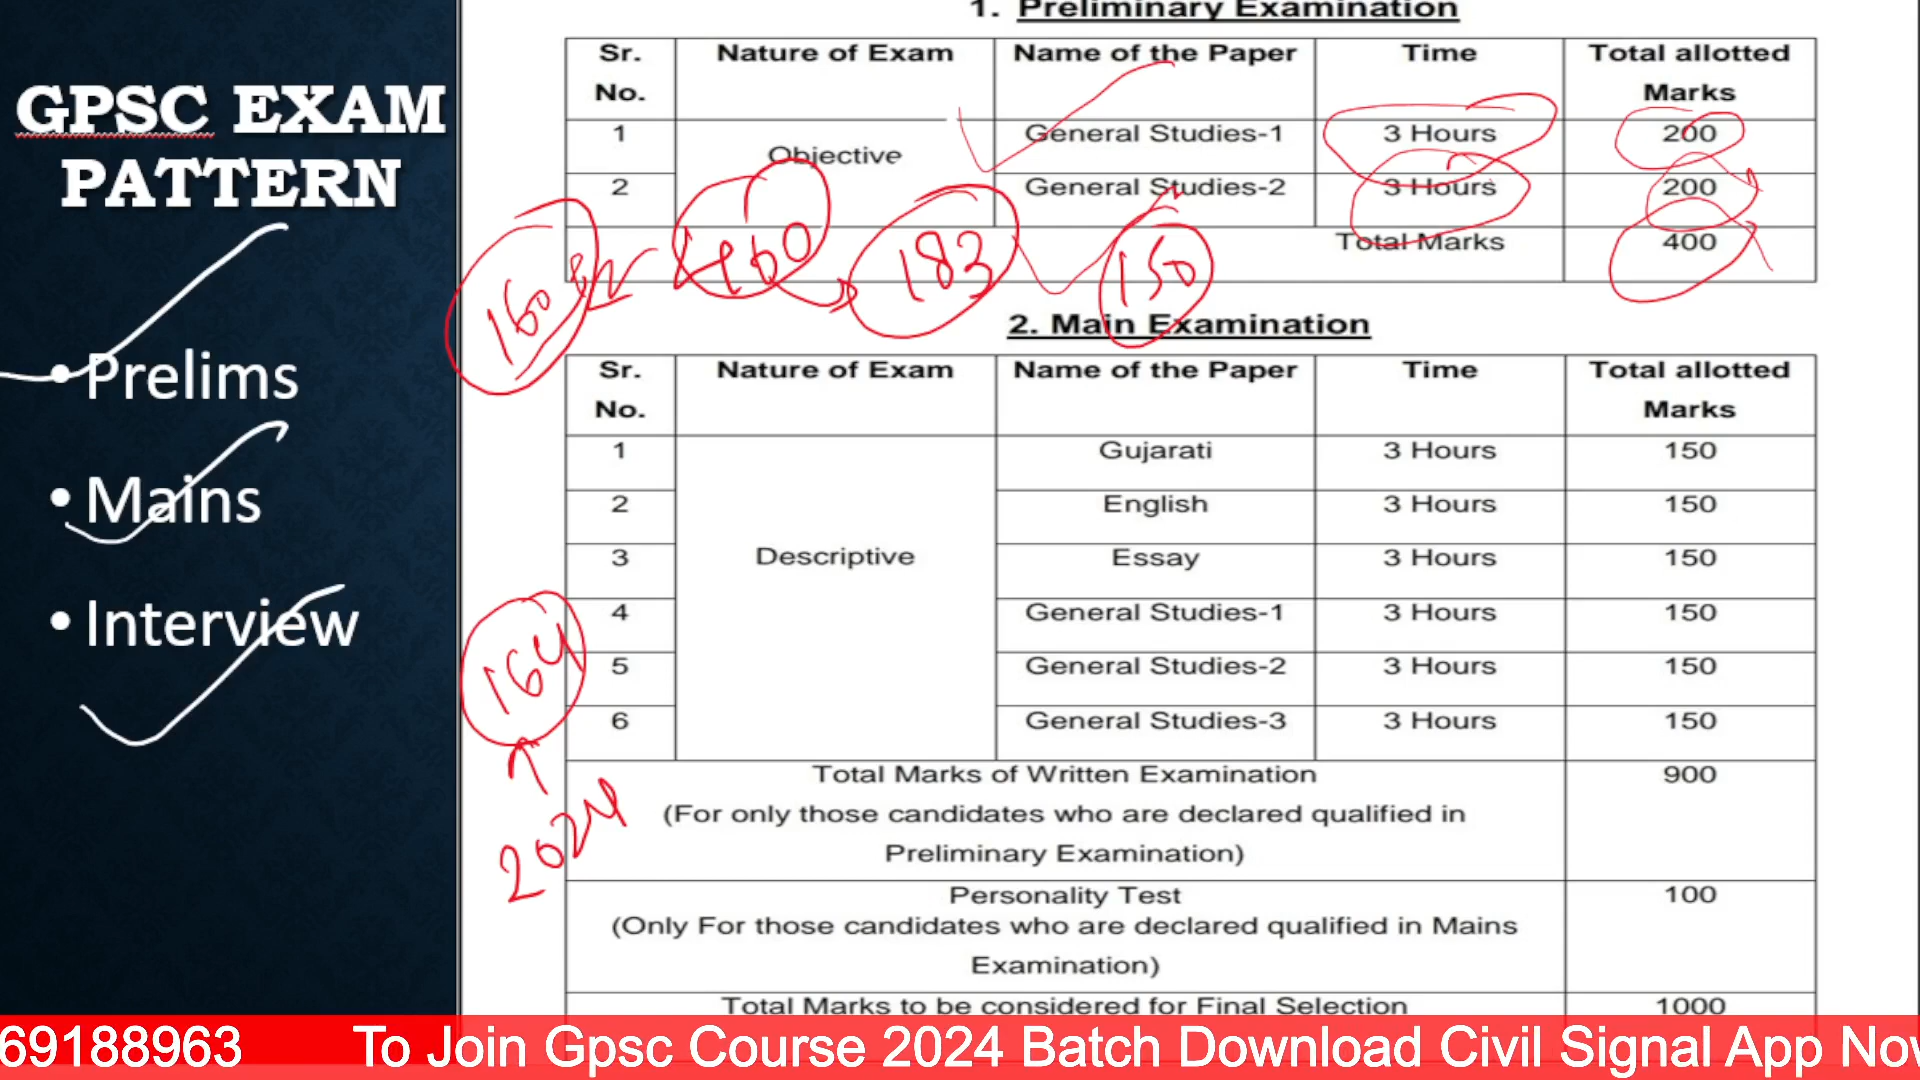 GPSC EXAM
PATTERN
• Prelims
• Mains
• Interview
1. Preliminary Examination
Sr. No. Nature of Exam Name of the Paper Time Total allotted Marks
1 Objective General Studies-1 3 Hours 200
2 General Studies-2 3 Hours 200
Total Marks 400
160
160
183
150
2. Main Examination
Sr. No. Nature of Exam Name of the Paper Time Total allotted Marks
1 Gujarati 3 Hours 150
2 English 3 Hours 150
3 Descriptive Essay 3 Hours 150
4 General Studies-1 3 Hours 150
5 General Studies-2 3 Hours 150
6 General Studies-3 3 Hours 150
164
2024
Total Marks of Written Examination 900
(For only those candidates who are declared qualified in
Preliminary Examination)
Personality Test 100
(Only For those candidates who are declared qualified in Mains
Examination)
Total Marks to be considered for Final Selection 1000
69188963 To Join Gpsc Course 2024 Batch Download Civil Signal App Nov